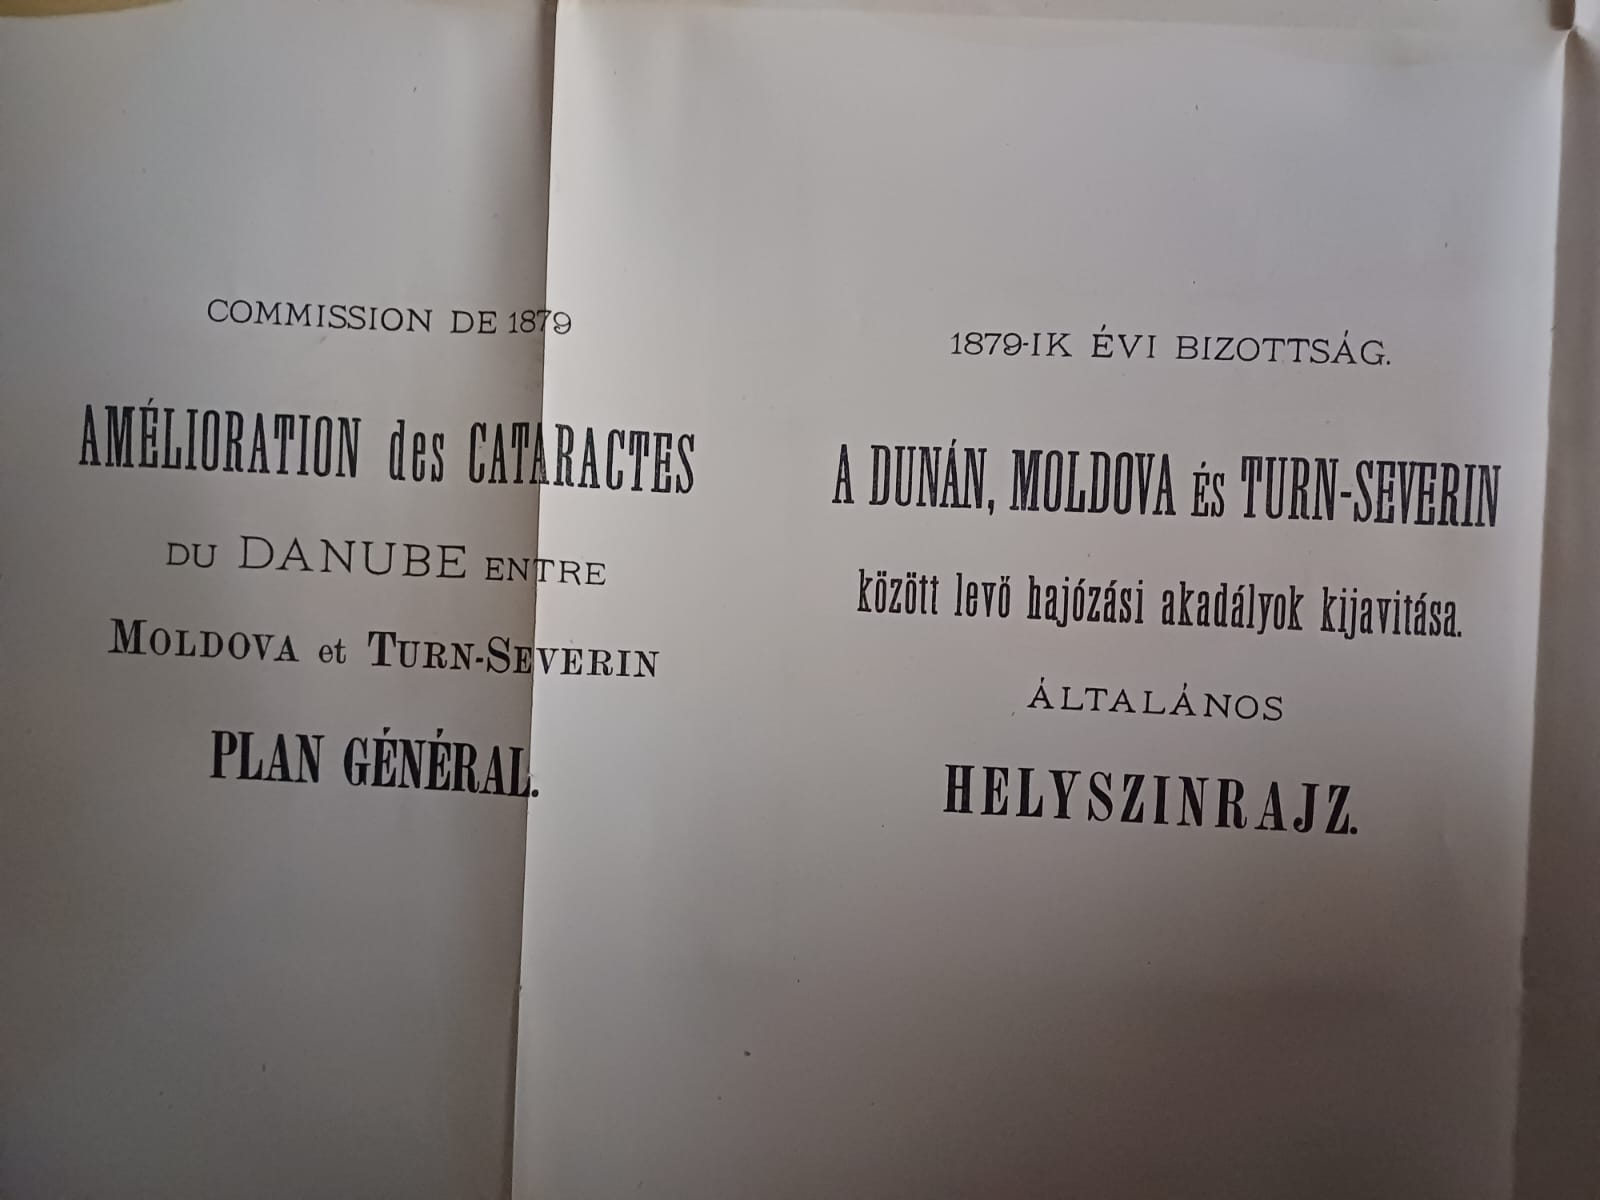 COMMISSION DE 1879
AMÉLIORATION des CATARACTES
DU DANUBE ENTRE
MOLDOVA et TURN-SEVERIN
PLAN GÉNÉRAL.
1879-IK ÉVI BIZOTTSÁG.
A DUNÁN, MOLDOVA ÉS TURN-SEVERIN
között levő hajózási akadályok kijavitása.
ÁLTALÁNOS
HELYSZINRAJZ.